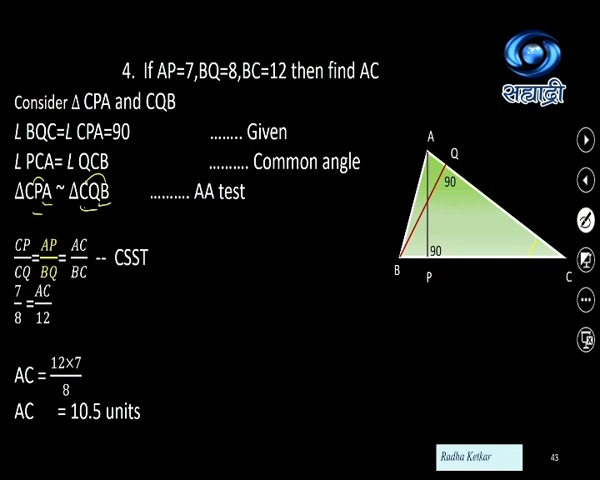 4. If AP=7,BQ=8,BC=12 then find AC
सह्याद्री
Consider Δ CPA and CQB
∠ BQC=∠ CPA=90 ........ Given
∠ PCA= ∠ QCB .......... Common angle
ΔCPA ~ ΔCQB .......... AA test
CP/CQ=AP/BQ=AC/BC -- CSST
7/8=AC/12
AC = 12×7/8
AC = 10.5 units
A
Q
90
90
B
P
C
Radha Ketkar
43